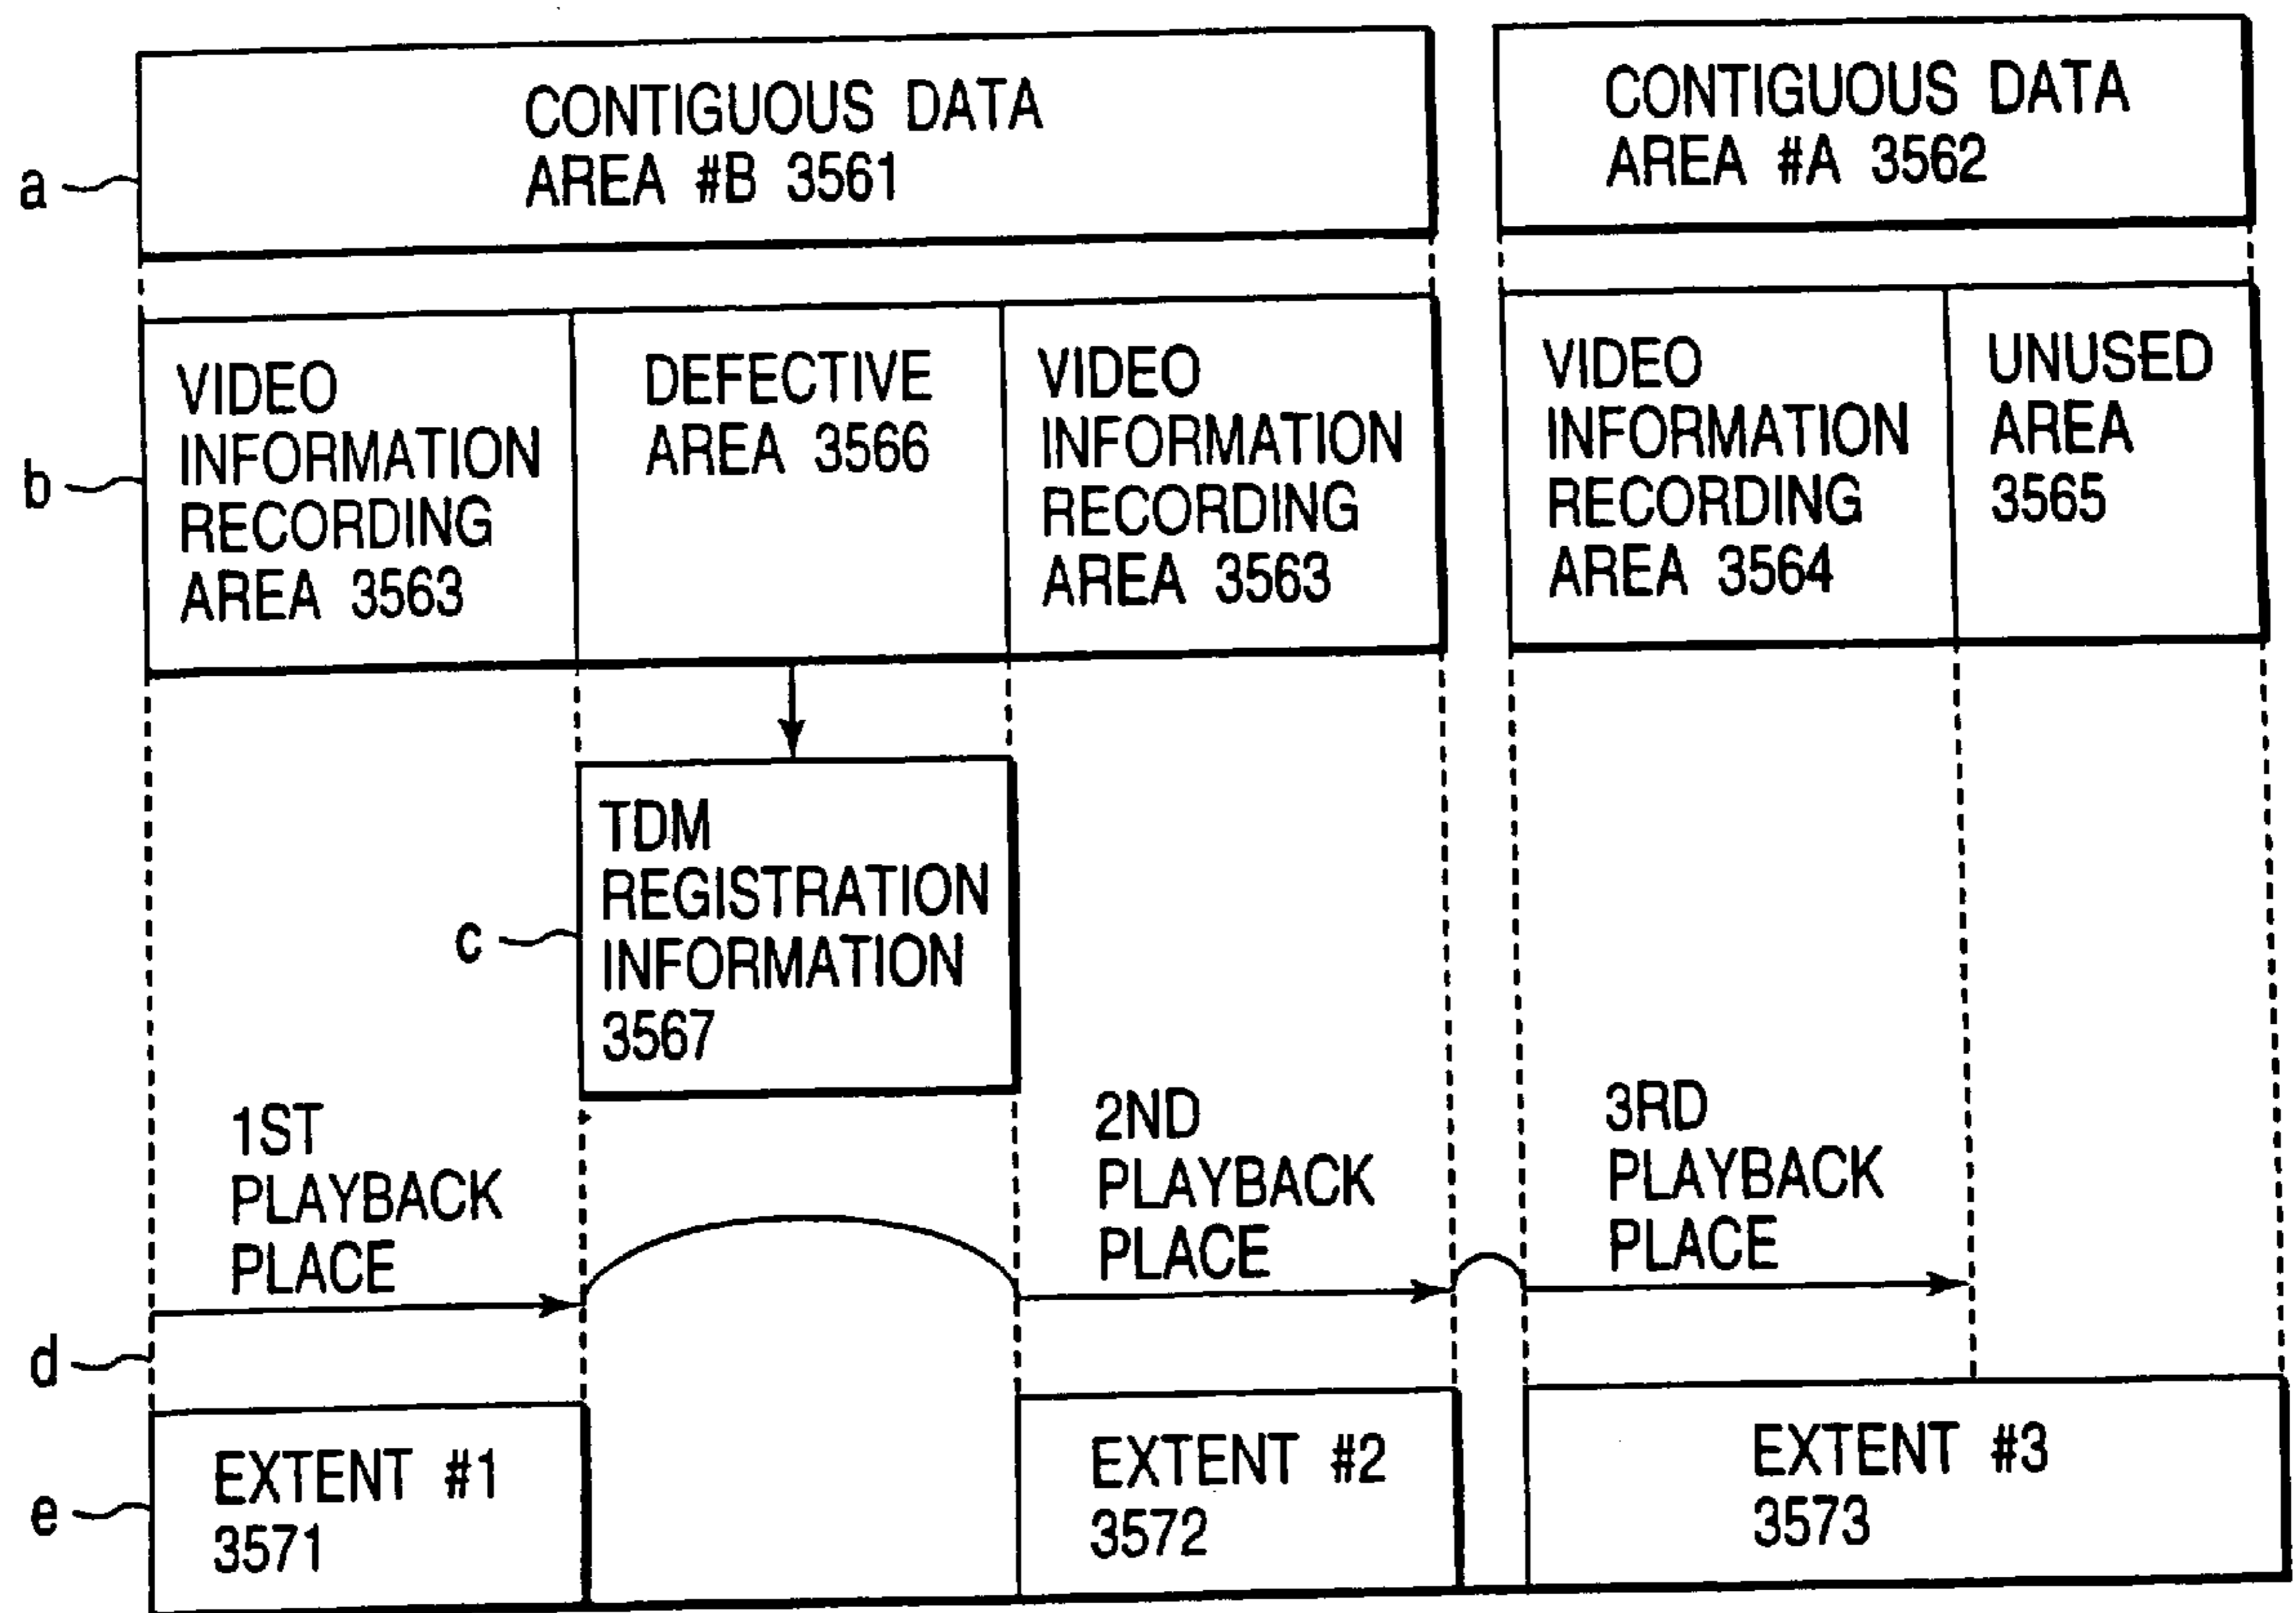 CONTIGUOUS DATA
AREA #B 3561
CONTIGUOUS DATA
AREA #A 3562
a
VIDEO
INFORMATION
RECORDING
AREA 3563
DEFECTIVE
AREA 3566
VIDEO
INFORMATION
RECORDING
AREA 3563
VIDEO
INFORMATION
RECORDING
AREA 3564
UNUSED
AREA
3565
b
TDM
REGISTRATION
INFORMATION
3567
c
1ST
PLAYBACK
PLACE
2ND
PLAYBACK
PLACE
3RD
PLAYBACK
PLACE
d
EXTENT #1
3571
EXTENT #2
3572
EXTENT #3
3573
e